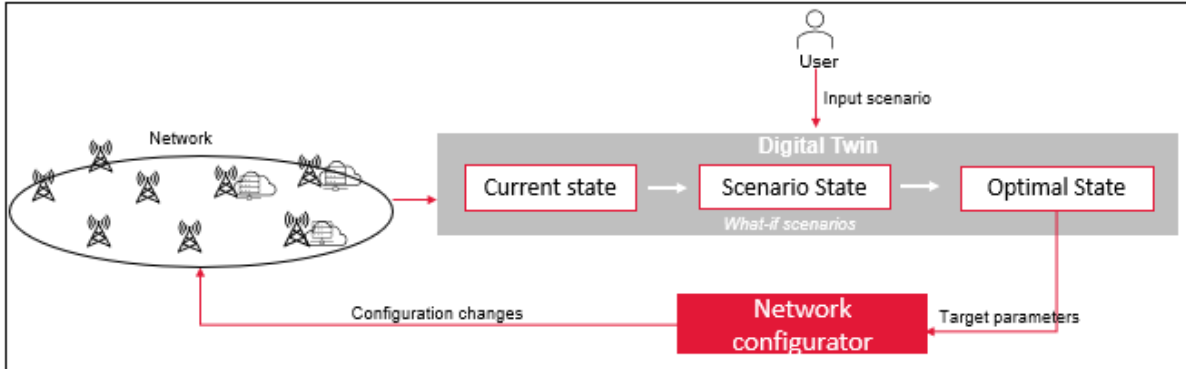 User
Input scenario
Network
Digital Twin
Current state
Scenario State
Optimal State
What-if scenarios
Configuration changes
Network
configurator
Target parameters